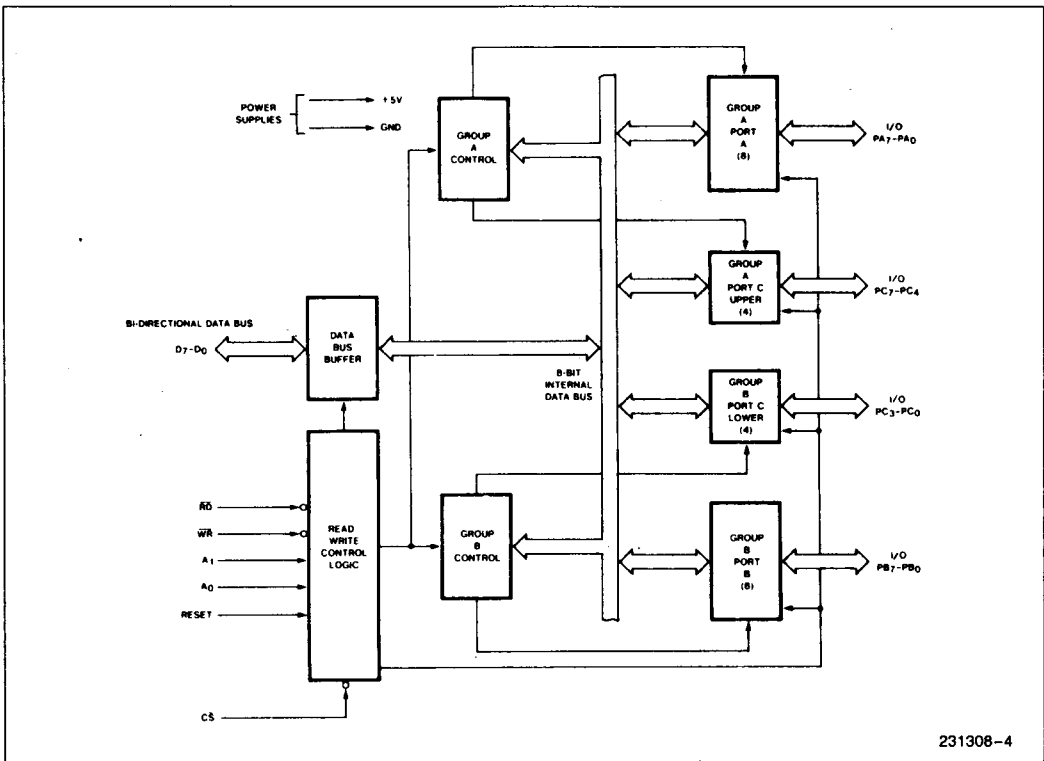 POWER
SUPPLIES
+5V
GND
GROUP
A
CONTROL
GROUP
A
PORT
A
(8)
I/O
PA7-PA0
GROUP
A
PORT C
UPPER
(4)
I/O
PC7-PC4
BI-DIRECTIONAL DATA BUS
D7-D0
DATA
BUS
BUFFER
8-BIT
INTERNAL
DATA BUS
GROUP
B
PORT C
LOWER
(4)
I/O
PC3-PC0
RD
WR
A1
A0
RESET
CS
READ
WRITE
CONTROL
LOGIC
GROUP
B
CONTROL
GROUP
B
PORT
B
(8)
I/O
PB7-PB0
231308-4